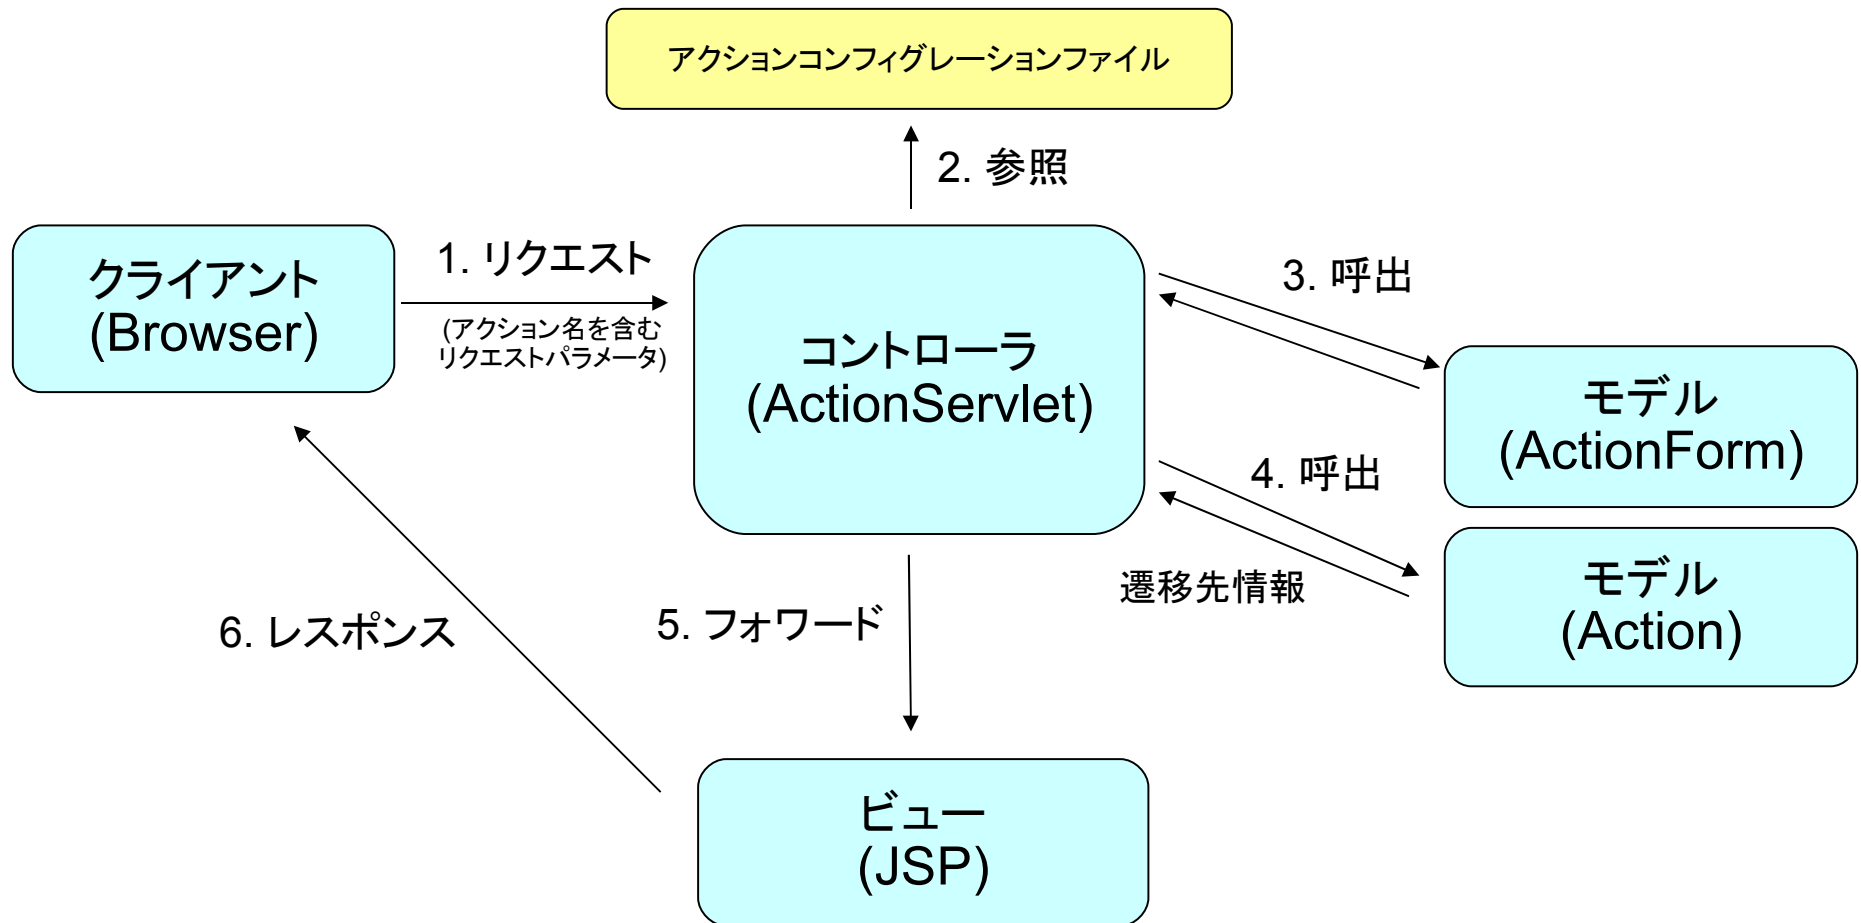 アクションコンフィグレーションファイル
2. 参照
クライアント
(Browser)
1. リクエスト
(アクション名を含む
リクエストパラメータ)
コントローラ
(ActionServlet)
3. 呼出
モデル
(ActionForm)
4. 呼出
遷移先情報
モデル
(Action)
5. フォワード
6. レスポンス
ビュー
(JSP)